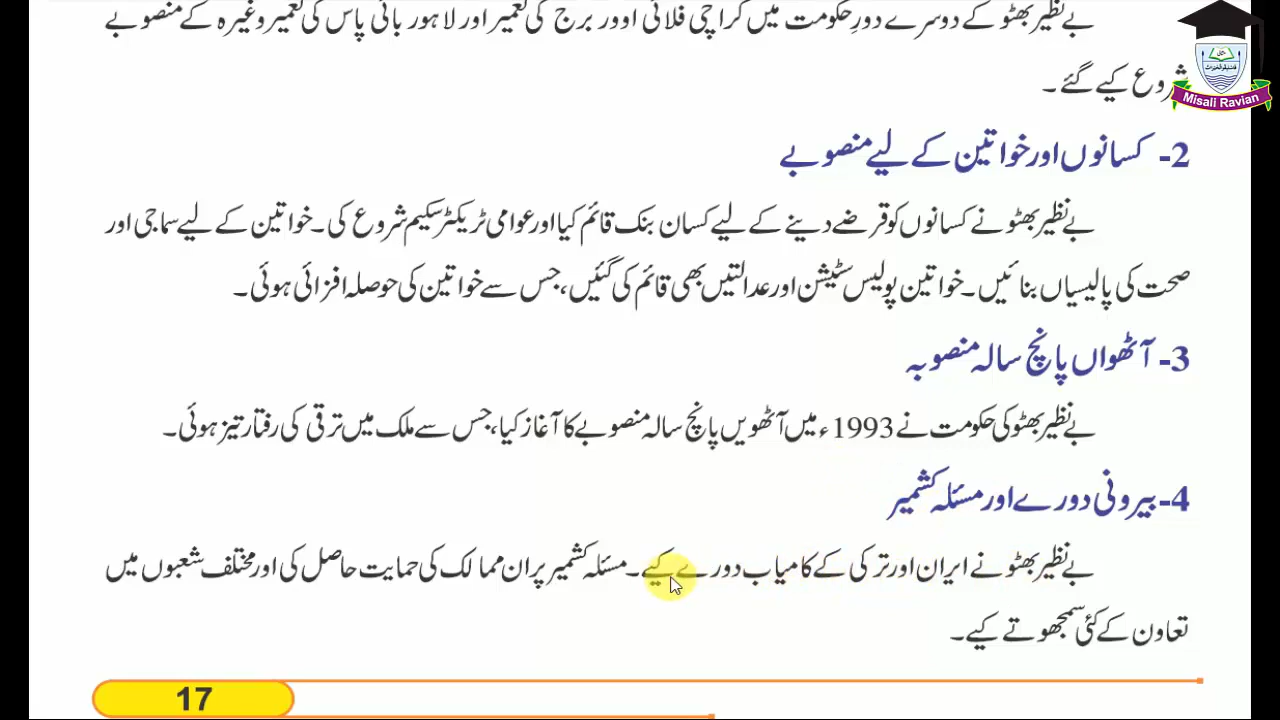 بے نظیر بھٹو کے دوسرے دورِ حکومت میں کراچی فلائی اوور برج کی تعمیر اور لاہور بائی پاس کی تعمیر وغیرہ کے منصوبے
شروع کیے گئے۔
Misali Ravian
2- کسانوں اور خواتین کے لیے منصوبے
بے نظیر بھٹو نے کسانوں کو قرضے دینے کے لیے کسان بنک قائم کیا اور عوامی ٹریکٹر سکیم شروع کی۔ خواتین کے لیے سماجی اور
صحت کی پالیسیاں بنائیں۔ خواتین پولیس سٹیشن اور عدالتیں بھی قائم کی گئیں، جس سے خواتین کی حوصلہ افزائی ہوئی۔
3- آٹھواں پانچ سالہ منصوبہ
بے نظیر بھٹو کی حکومت نے 1993ء میں آٹھویں پانچ سالہ منصوبے کا آغاز کیا، جس سے ملک میں ترقی کی رفتار تیز ہوئی۔
4- بیرونی دورے اور مسئلہ کشمیر
بے نظیر بھٹو نے ایران اور ترکی کے کامیاب دورے کیے۔ مسئلہ کشمیر پر ان ممالک کی حمایت حاصل کی اور مختلف شعبوں میں
تعاون کے کئی سمجھوتے کیے۔
17